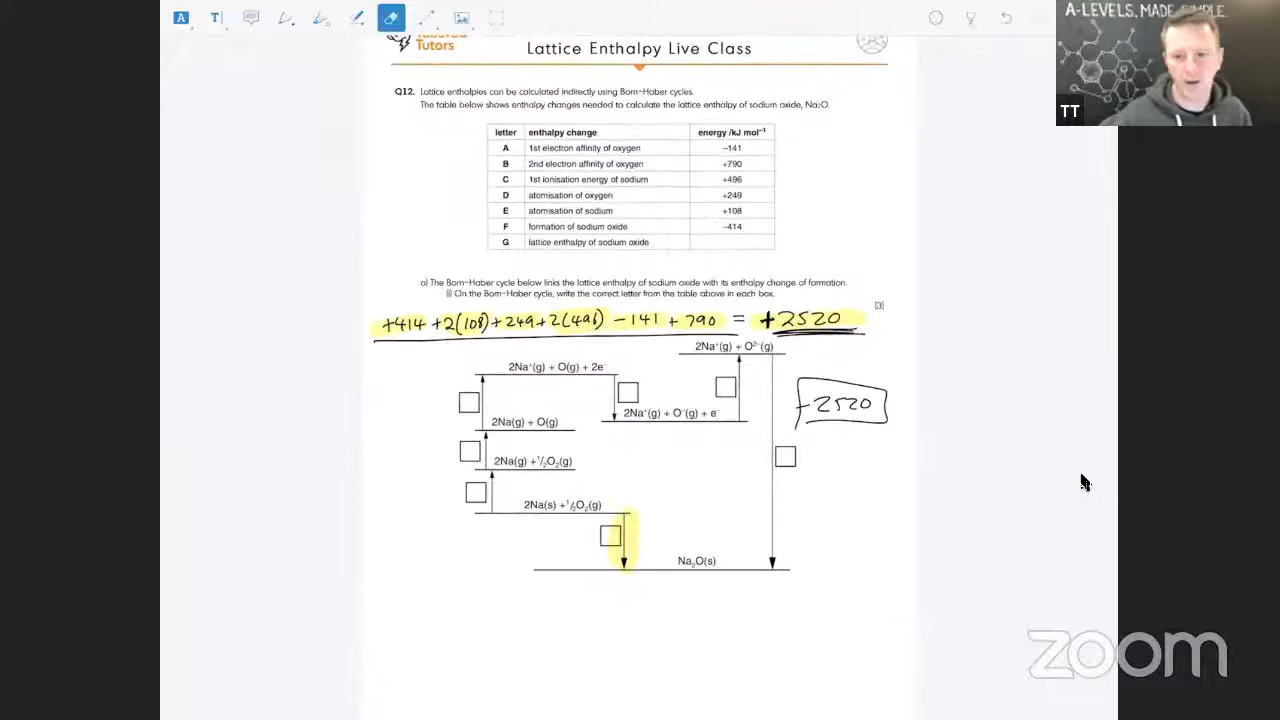 A-LEVELS. MADE SIMPLE.
TT
Tailored
Tutors
Lattice Enthalpy Live Class
Q12. Lattice enthalpies can be calculated indirectly using Born–Haber cycles.
The table below shows enthalpy changes needed to calculate the lattice enthalpy of sodium oxide, Na₂O.
letter enthalpy change energy /kJ mol⁻¹
A 1st electron affinity of oxygen –141
B 2nd electron affinity of oxygen +790
C 1st ionisation energy of sodium +496
D atomisation of oxygen +249
E atomisation of sodium +108
F formation of sodium oxide –414
G lattice enthalpy of sodium oxide
a) The Born–Haber cycle below links the lattice enthalpy of sodium oxide with its enthalpy change of formation.
(i) On the Born–Haber cycle, write the correct letter from the table above in each box.
[3]
+414 + 2(108) + 249 + 2(496) – 141 + 790 = +2520
2Na⁺(g) + O²⁻(g)
2Na⁺(g) + O(g) + 2e⁻
–2520
2Na⁺(g) + O⁻(g) + e⁻
2Na(g) + O(g)
2Na(g) + ½O₂(g)
2Na(s) + ½O₂(g)
Na₂O(s)
zoom